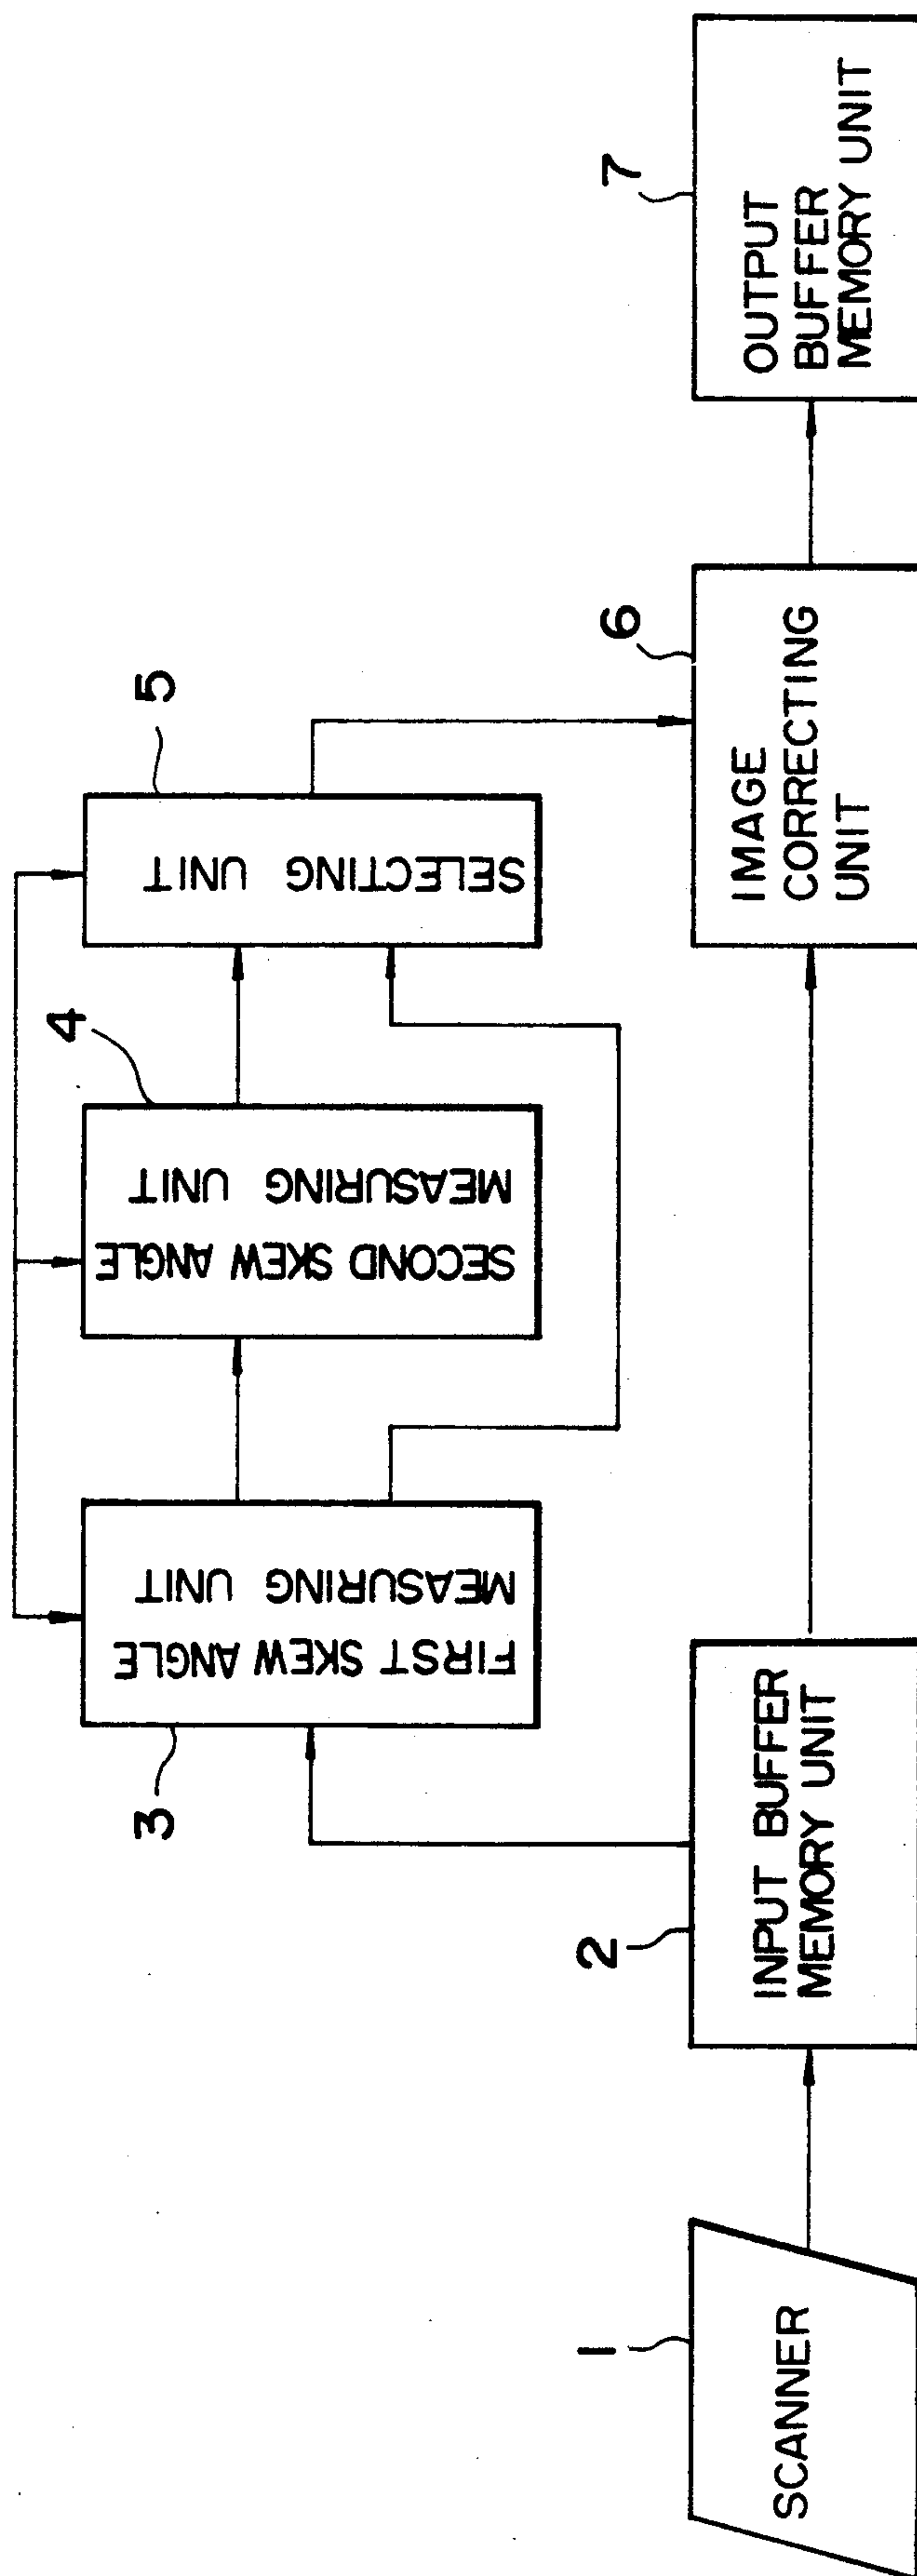 1
SCANNER
2
INPUT BUFFER
MEMORY UNIT
3
FIRST SKEW ANGLE
MEASURING UNIT
4
SECOND SKEW ANGLE
MEASURING UNIT
5
SELECTING UNIT
6
IMAGE
CORRECTING
UNIT
7
OUTPUT
BUFFER
MEMORY UNIT